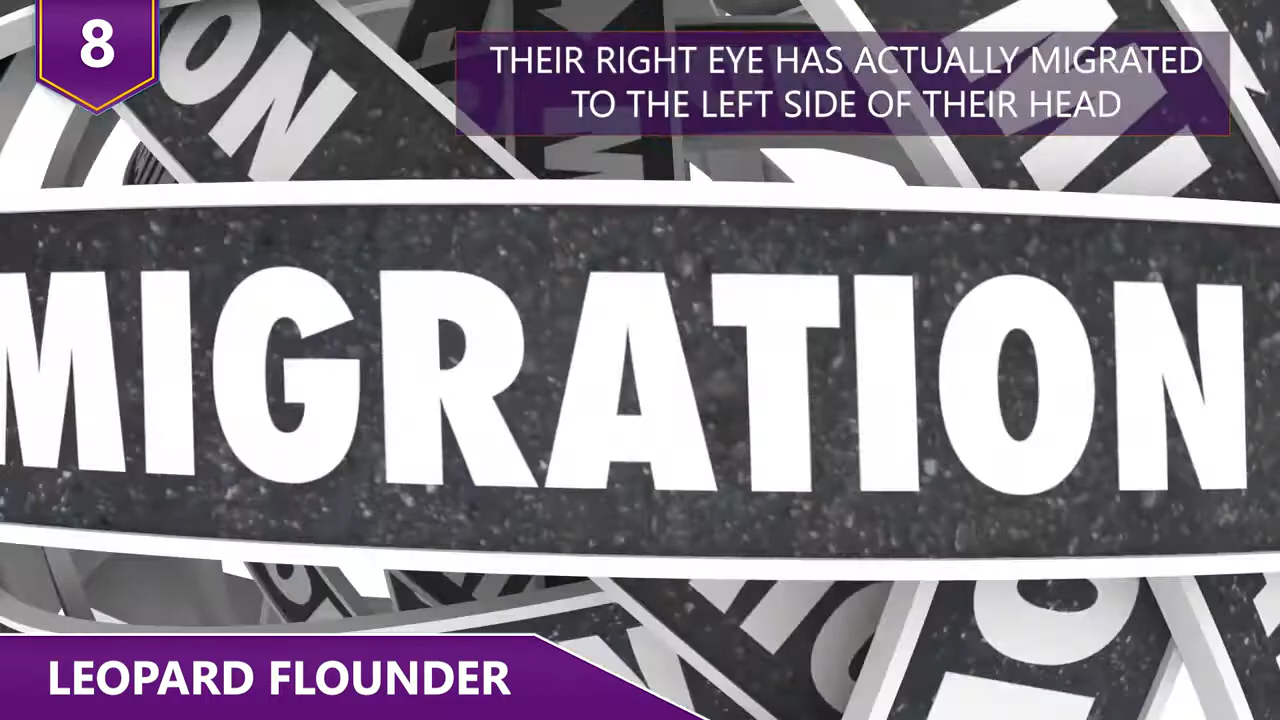 8
THEIR RIGHT EYE HAS ACTUALLY MIGRATED
TO THE LEFT SIDE OF THEIR HEAD
MIGRATION
LEOPARD FLOUNDER